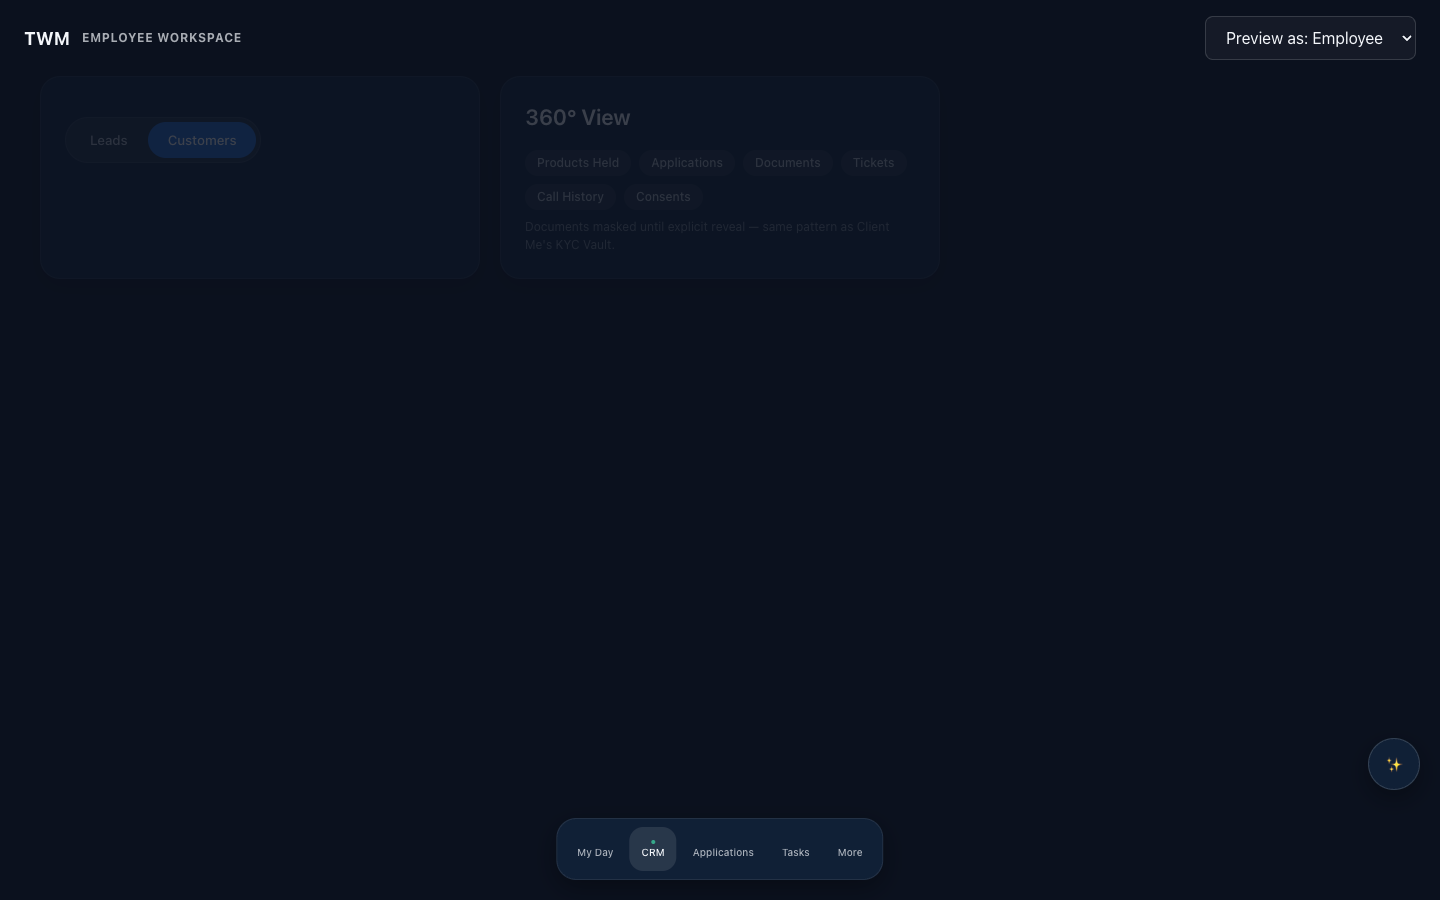 TWM EMPLOYEE WORKSPACE
Preview as: Employee
Leads Customers
360° View
Products Held Applications Documents Tickets
Call History Consents
Documents masked until explicit reveal — same pattern as Client
Me's KYC Vault.
My Day CRM Applications Tasks More